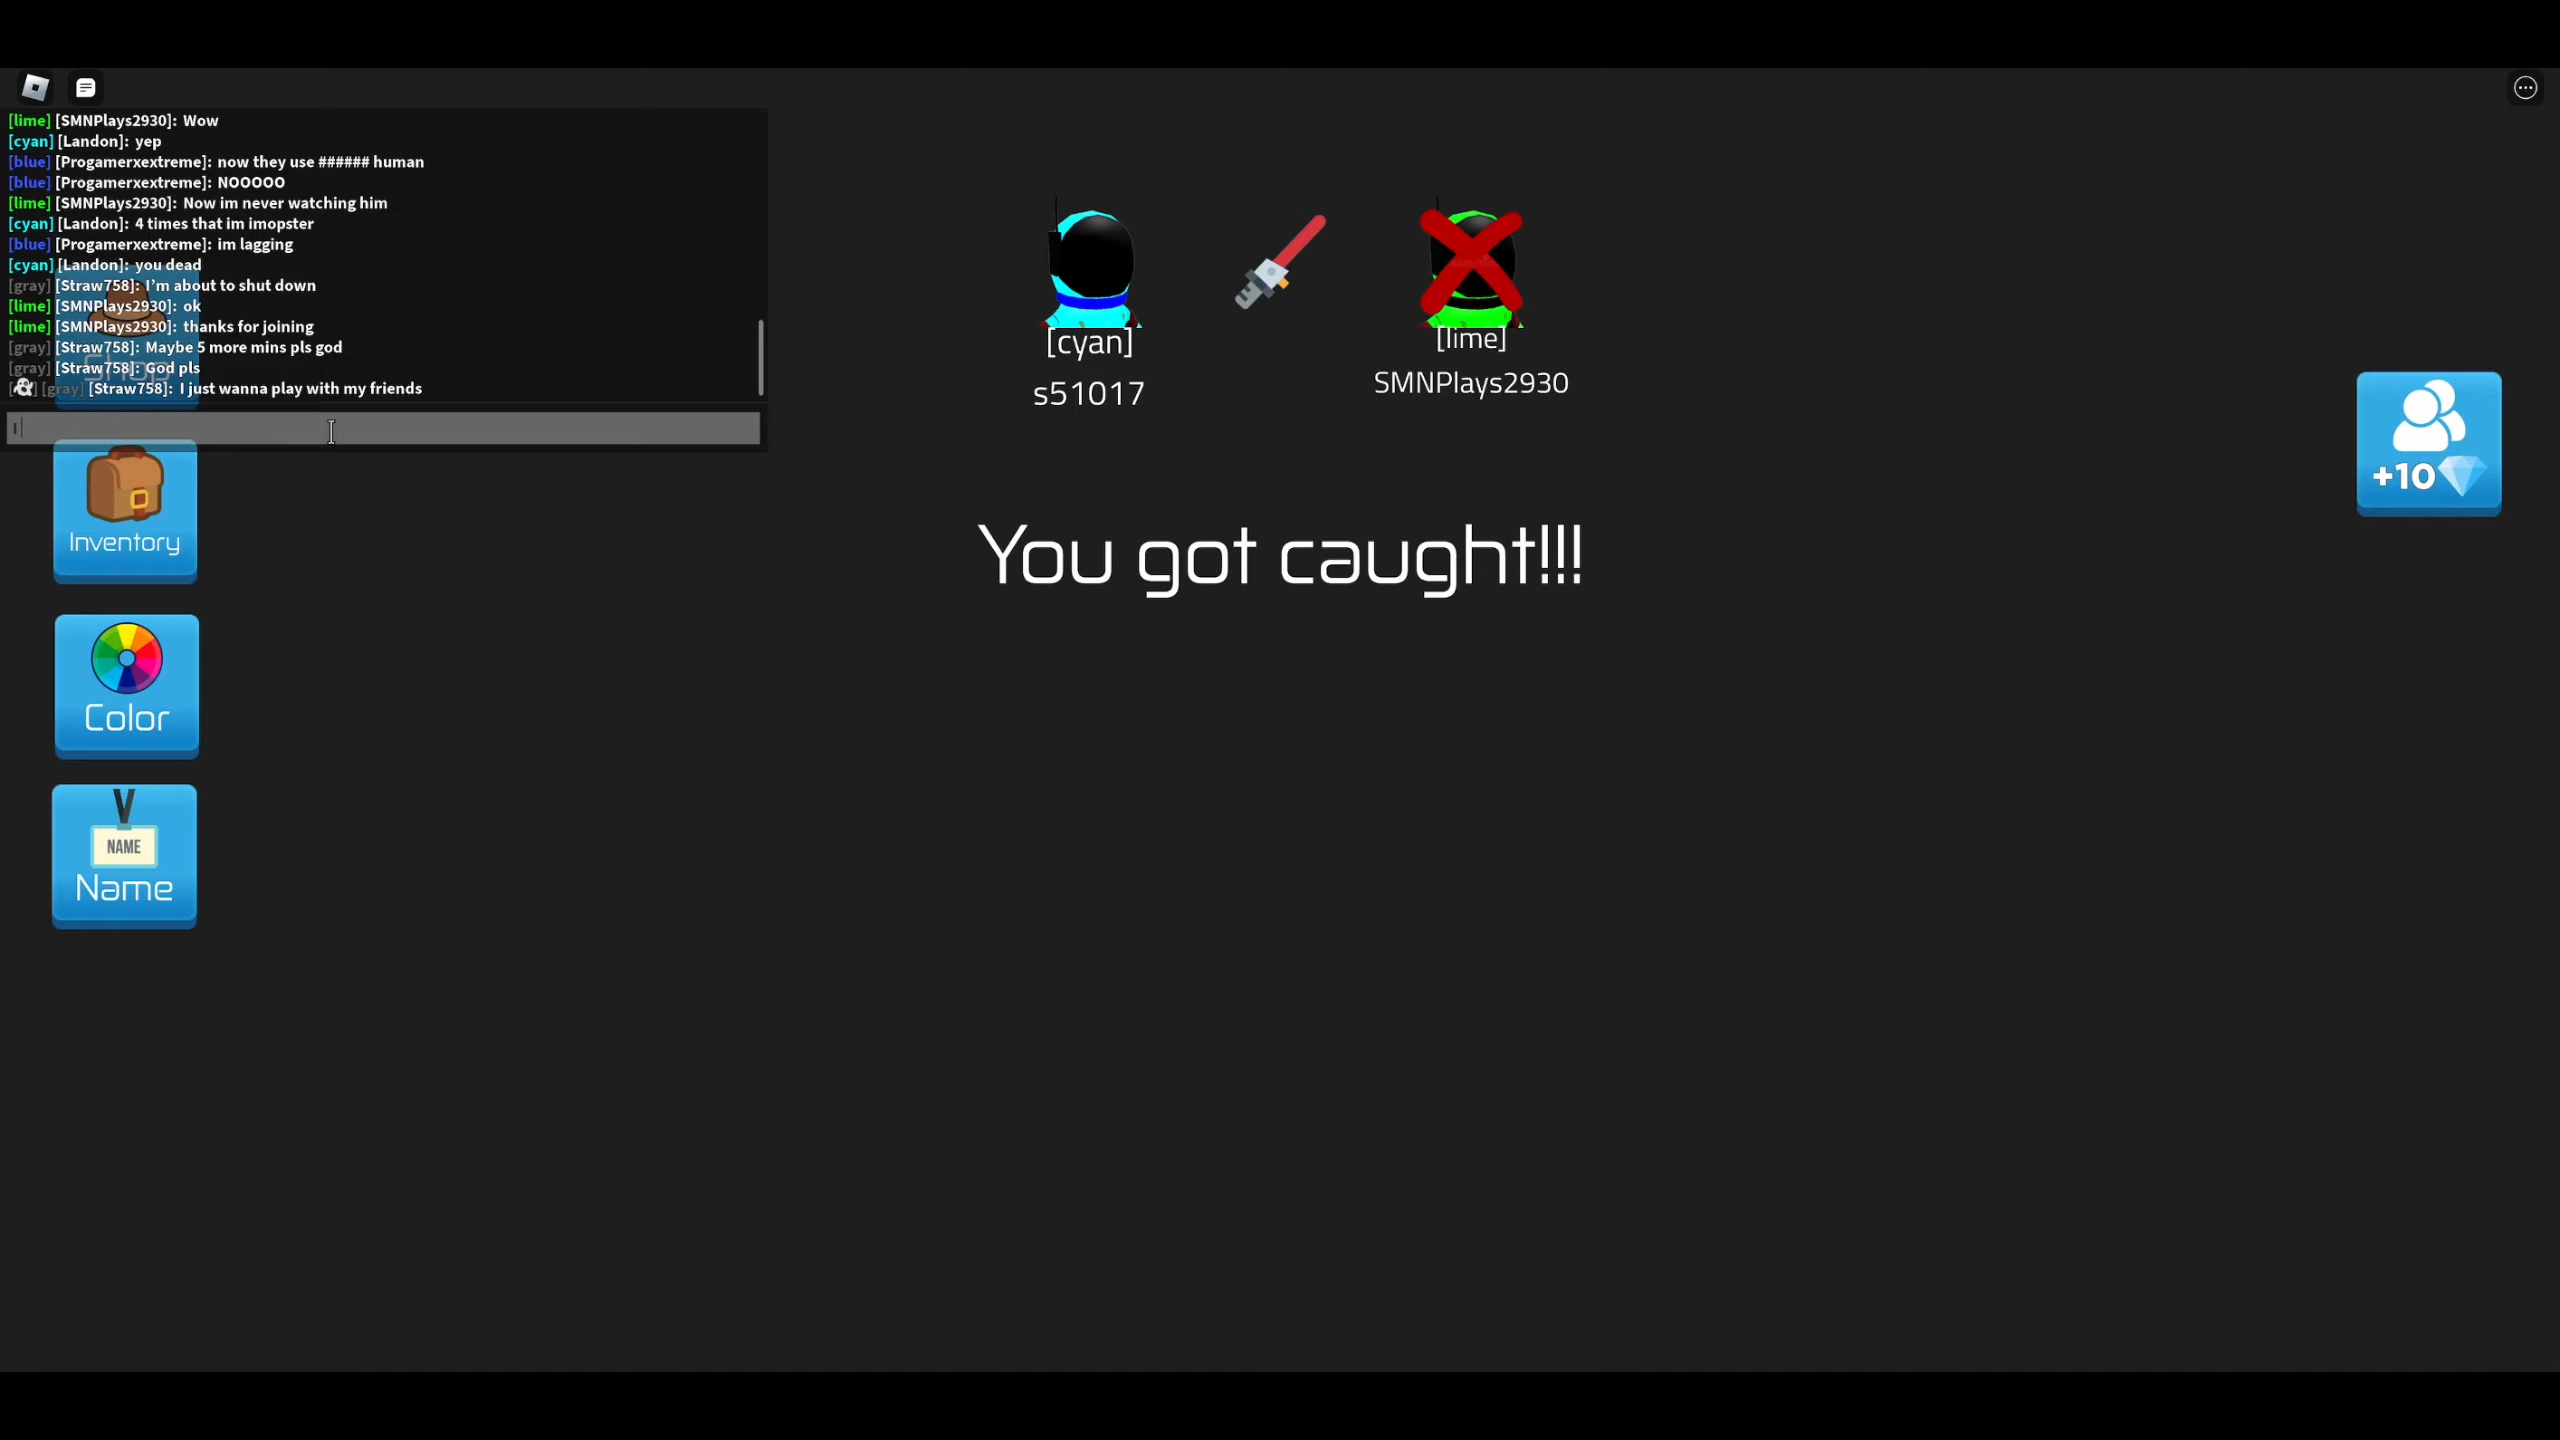 [lime] [SMNPlays2930]: Wow
[cyan] [Landon]: yep
[blue] [Progamerxextreme]: now they use ###### human
[blue] [Progamerxextreme]: NOOOOO
[lime] [SMNPlays2930]: Now im never watching him
[cyan] [Landon]: 4 times that im imopster
[blue] [Progamerxextreme]: im lagging
[cyan] [Landon]: you dead
[gray] [Straw758]: I'm about to shut down
[lime] [SMNPlays2930]: ok
[lime] [SMNPlays2930]: thanks for joining
[gray] [Straw758]: Maybe 5 more mins pls god
[gray] [Straw758]: God pls
[gray] [Straw758]: I just wanna play with my friends
I
Shop
Inventory
Color
NAME
Name
[cyan]
s51017
[lime]
SMNPlays2930
You got caught!!!
+10